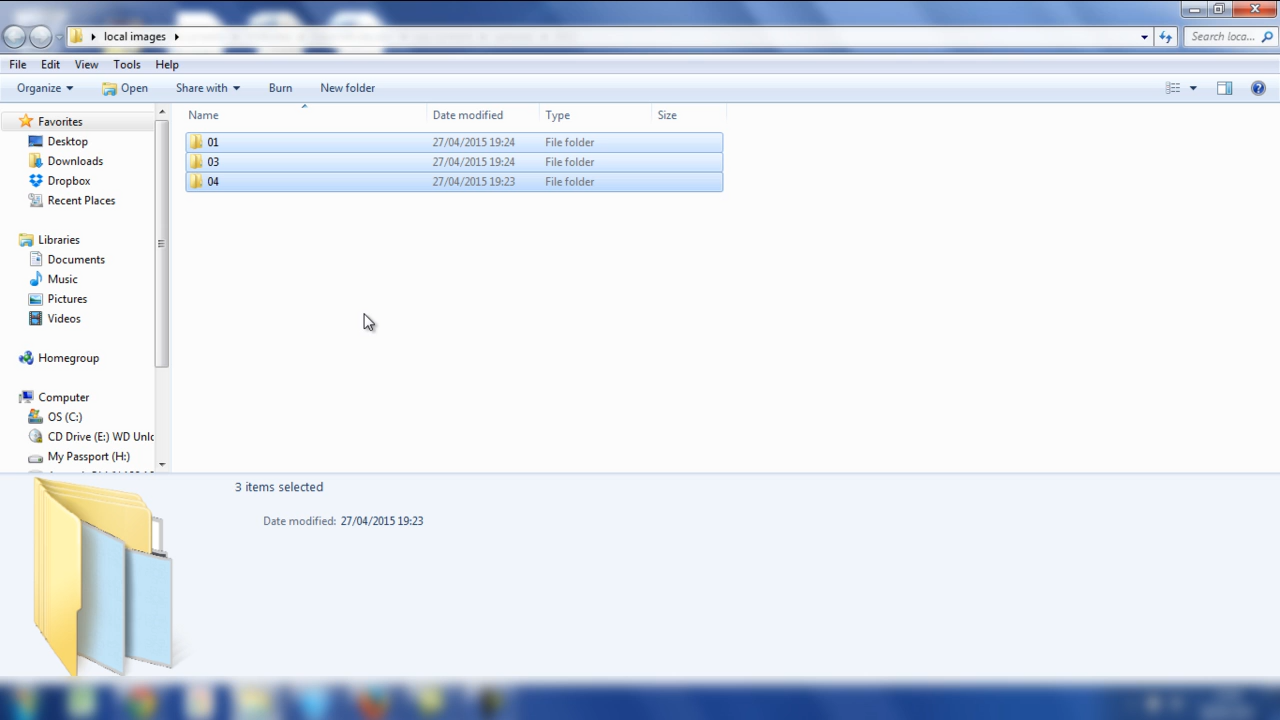 local images
Search loca...
File Edit View Tools Help
Organize Open Share with Burn New folder
Name Date modified Type Size
Favorites
Desktop
Downloads
Dropbox
Recent Places
Libraries
Documents
Music
Pictures
Videos
Homegroup
Computer
OS (C:)
CD Drive (E:) WD Unlc
My Passport (H:)
01 27/04/2015 19:24 File folder
03 27/04/2015 19:24 File folder
04 27/04/2015 19:23 File folder
3 items selected
Date modified: 27/04/2015 19:23